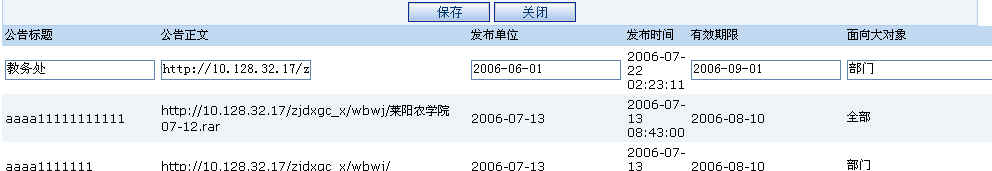 保存 关闭
公告标题 公告正文 发布单位 发布时间 有效期限 面向大对象
教务处 http://10.128.32.17/z 2006-06-01 2006-07-22 02:23:11 2006-09-01 部门
aaaa11111111111 http://10.128.32.17/zjdxgc_x/wbwj/莱阳农学院07-12.rar 2006-07-13 2006-07-13 08:43:00 2006-08-10 全部
aaaa1111111 http://10.128.32.17/zjdxgc_x/wbwj/ 2006-07-13 2006-07-13 2006-08-10 部门